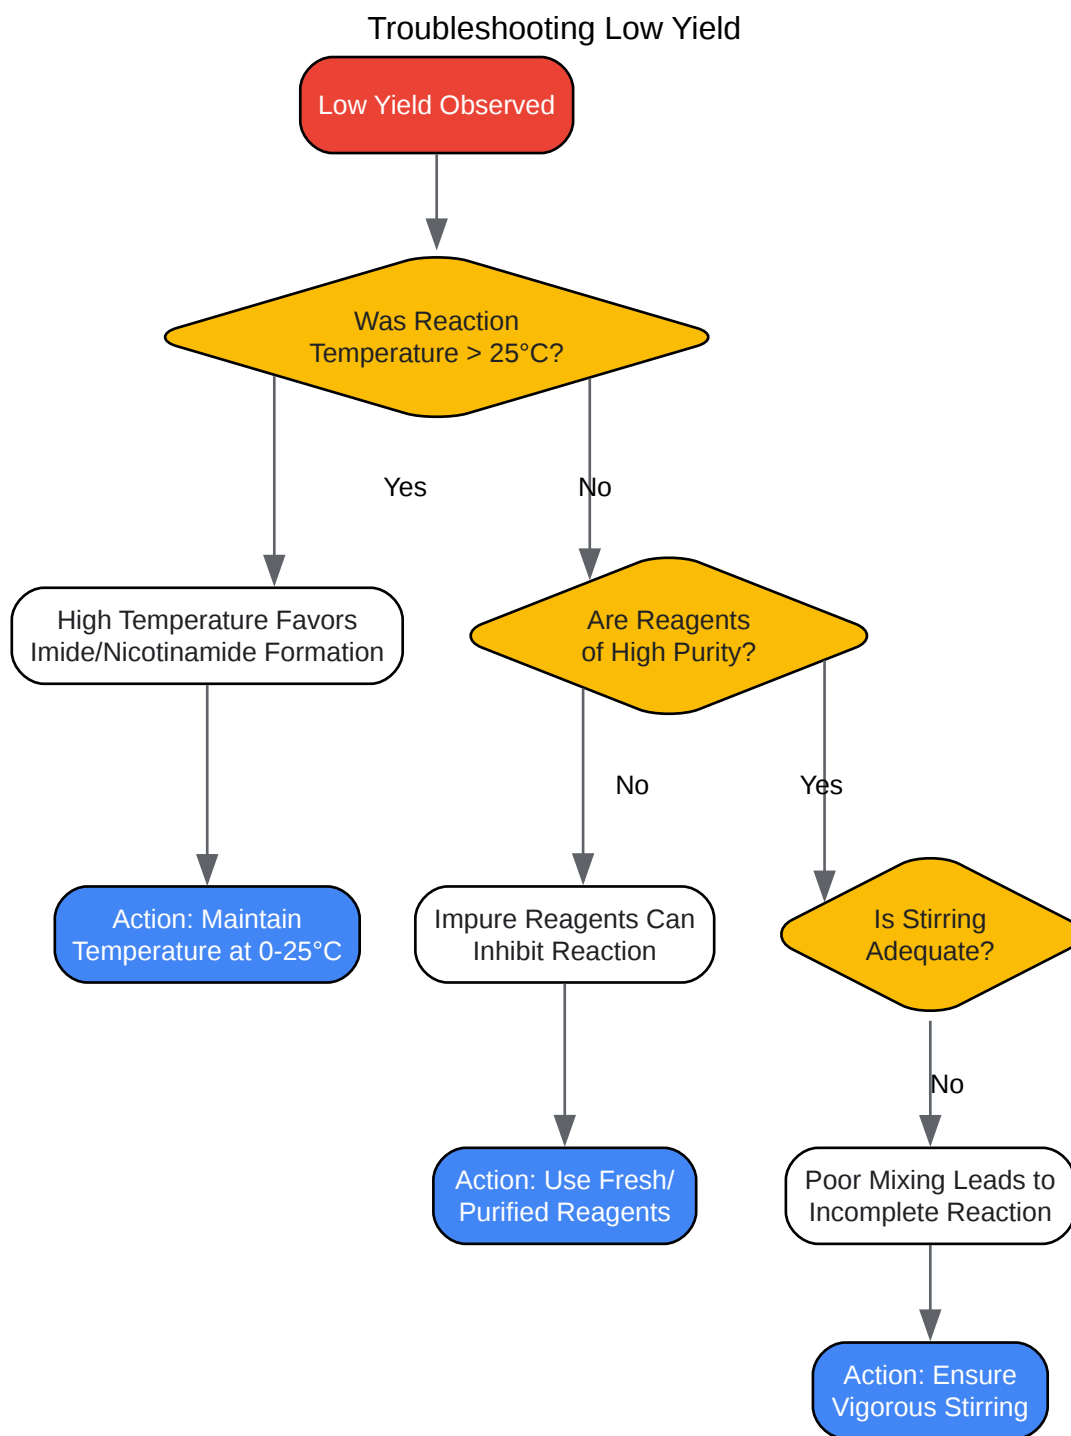 Troubleshooting Low Yield
Low Yield Observed
Was Reaction
Temperature > 25°C?
Yes
No
High Temperature Favors
Imide/Nicotinamide Formation
Are Reagents
of High Purity?
No
Yes
Action: Maintain
Temperature at 0-25°C
Impure Reagents Can
Inhibit Reaction
Is Stirring
Adequate?
No
Action: Use Fresh/
Purified Reagents
Poor Mixing Leads to
Incomplete Reaction
Action: Ensure
Vigorous Stirring